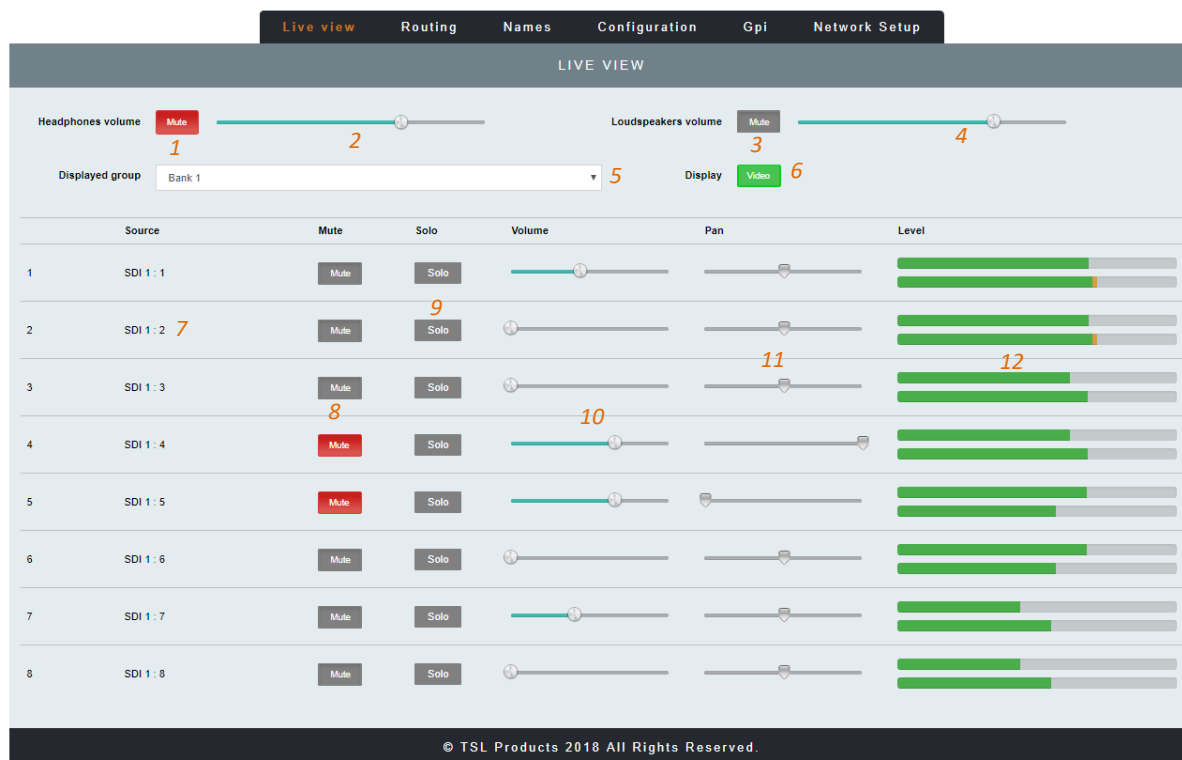 Live view Routing Names Configuration Gpi Network Setup
LIVE VIEW
Headphones volume Mute Loudspeakers volume Mute
1 2 3 4
Displayed group Bank 1 5 Display Video 6
Source Mute Solo Volume Pan Level
1 SDI 1 : 1 Mute Solo
9
2 SDI 1 : 2 7 Mute Solo
11 12
3 SDI 1 : 3 Mute Solo
8 10
4 SDI 1 : 4 Mute Solo
5 SDI 1 : 5 Mute Solo
6 SDI 1 : 6 Mute Solo
7 SDI 1 : 7 Mute Solo
8 SDI 1 : 8 Mute Solo
© TSL Products 2018 All Rights Reserved.